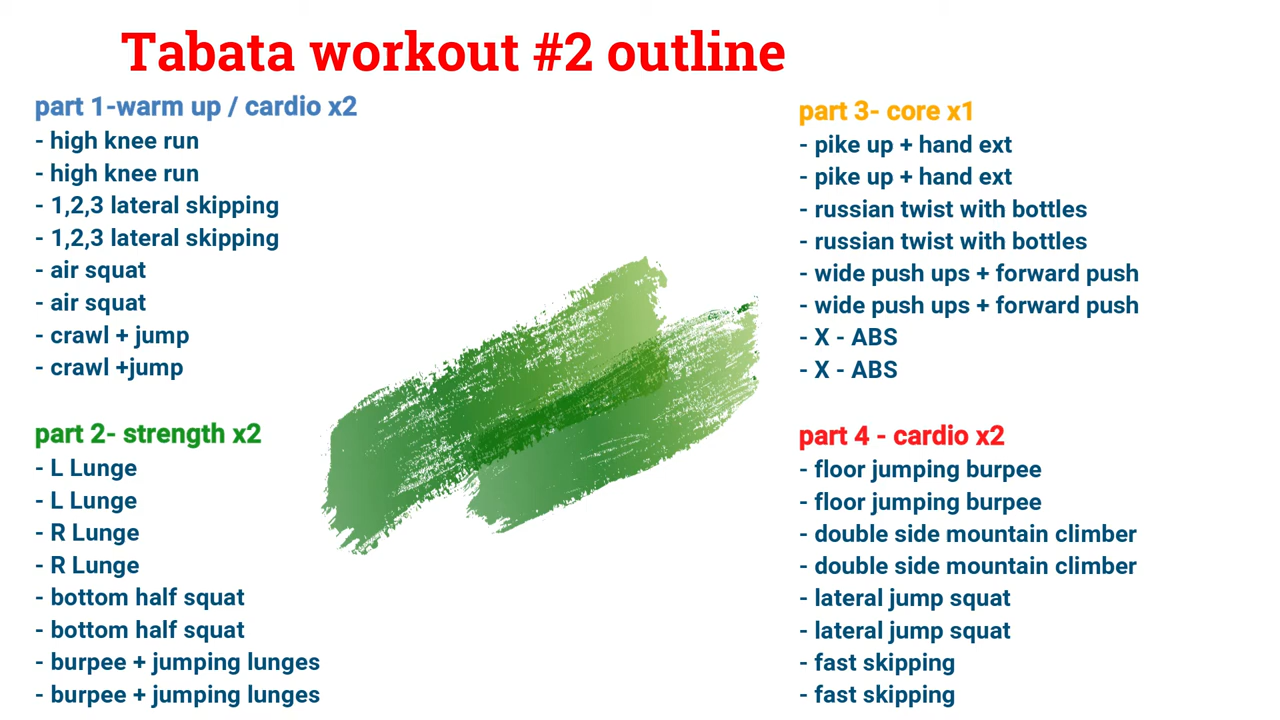 Tabata workout #2 outline
part 1-warm up / cardio x2
- high knee run
- high knee run
- 1,2,3 lateral skipping
- 1,2,3 lateral skipping
- air squat
- air squat
- crawl + jump
- crawl +jump
part 2- strength x2
- L Lunge
- L Lunge
- R Lunge
- R Lunge
- bottom half squat
- bottom half squat
- burpee + jumping lunges
- burpee + jumping lunges
part 3- core x1
- pike up + hand ext
- pike up + hand ext
- russian twist with bottles
- russian twist with bottles
- wide push ups + forward push
- wide push ups + forward push
- X - ABS
- X - ABS
part 4 - cardio x2
- floor jumping burpee
- floor jumping burpee
- double side mountain climber
- double side mountain climber
- lateral jump squat
- lateral jump squat
- fast skipping
- fast skipping